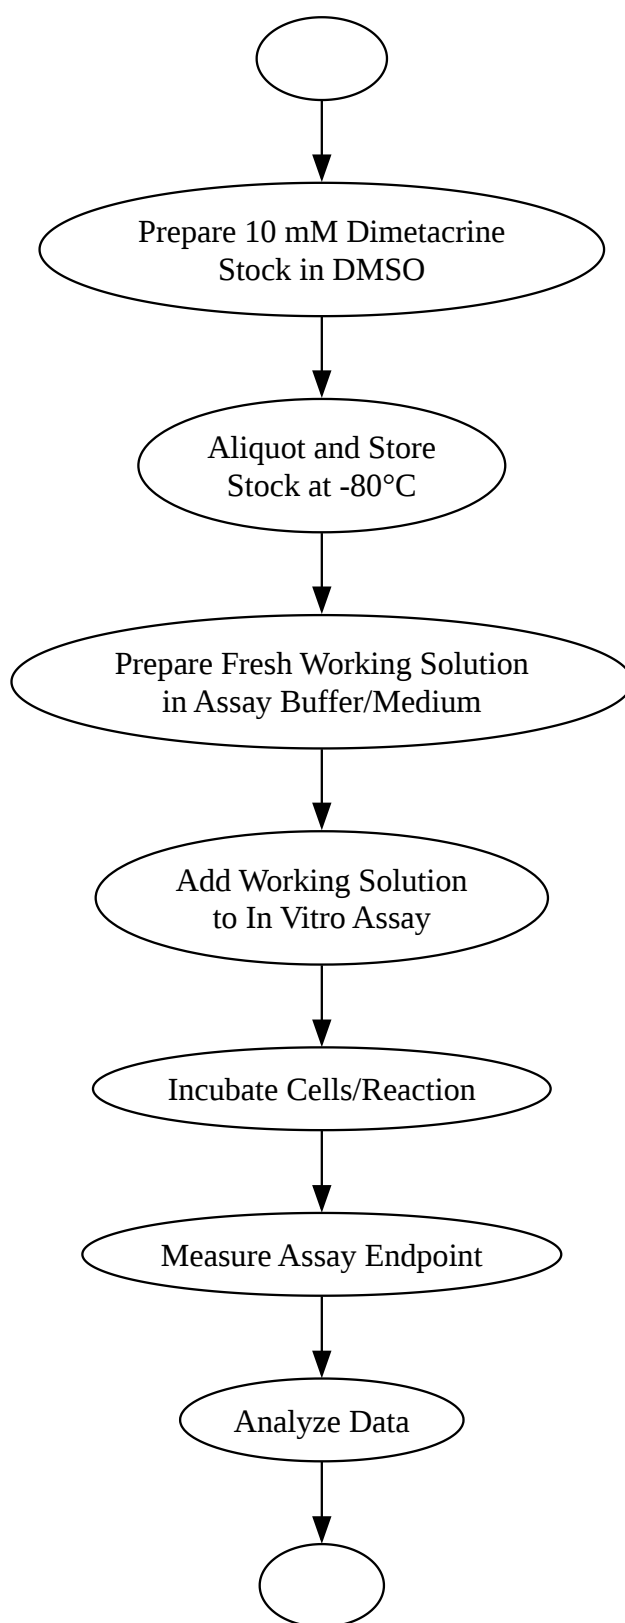 Prepare 10 mM Dimetacrine
Stock in DMSO
Aliquot and Store
Stock at -80°C
Prepare Fresh Working Solution
in Assay Buffer/Medium
Add Working Solution
to In Vitro Assay
Incubate Cells/Reaction
Measure Assay Endpoint
Analyze Data